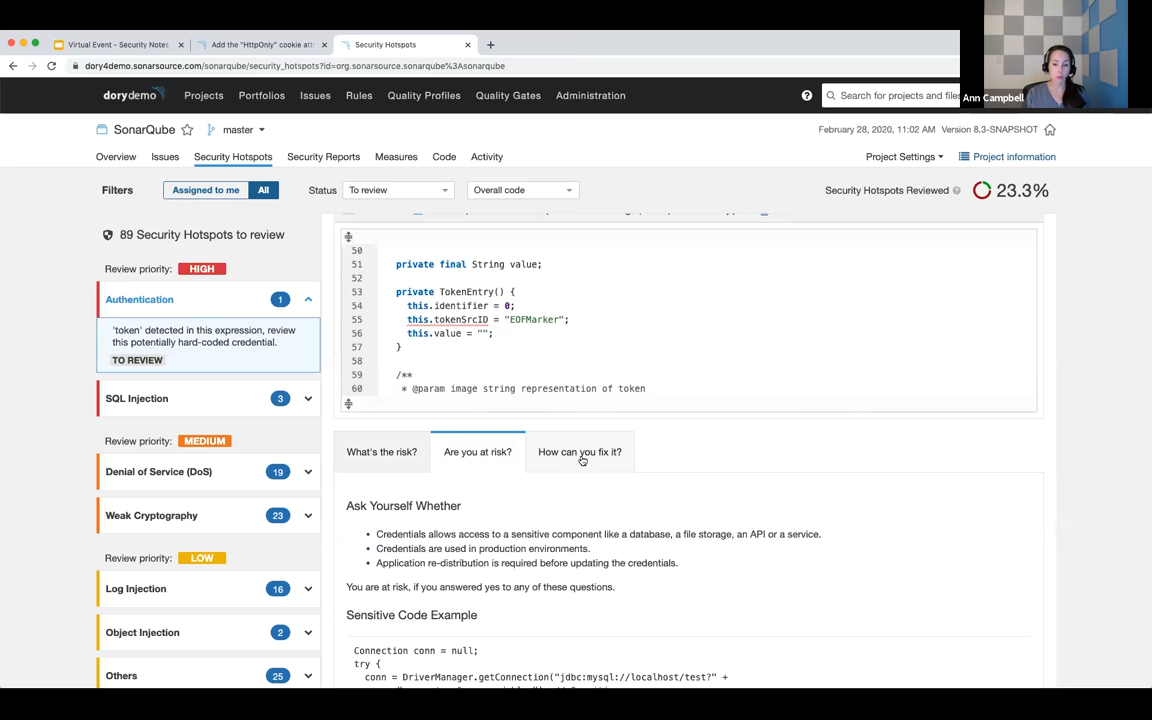 Virtual Event - Security Notes
Add the "HttpOnly" cookie att
Security Hotspots
dory4demo.sonarsource.com/sonarqube/security_hotspots?id=org.sonarsource.sonarqube%3Asonarqube
Ann Campbell
dorydemo
Projects
Portfolios
Issues
Rules
Quality Profiles
Quality Gates
Administration
?
Search for projects and files
SonarQube
master
February 28, 2020, 11:02 AM Version 8.3-SNAPSHOT
Overview
Issues
Security Hotspots
Security Reports
Measures
Code
Activity
Project Settings
Project information
Filters
Assigned to me
All
Status
To review
Overall code
Security Hotspots Reviewed
?
23.3%
89 Security Hotspots to review
Review priority: HIGH
Authentication 1
'token' detected in this expression, review
this potentially hard-coded credential.
TO REVIEW
SQL Injection 3
Review priority: MEDIUM
Denial of Service (DoS) 19
Weak Cryptography 23
Review priority: LOW
Log Injection 16
Object Injection 2
Others 25
50
51 private final String value;
52
53 private TokenEntry() {
54 this.identifier = 0;
55 this.tokenSrcID = "EOFMarker";
56 this.value = "";
57 }
58
59 /**
60 * @param image string representation of token
What's the risk?
Are you at risk?
How can you fix it?
Ask Yourself Whether
• Credentials allows access to a sensitive component like a database, a file storage, an API or a service.
• Credentials are used in production environments.
• Application re-distribution is required before updating the credentials.
You are at risk, if you answered yes to any of these questions.
Sensitive Code Example
Connection conn = null;
try {
conn = DriverManager.getConnection("jdbc:mysql://localhost/test?" +